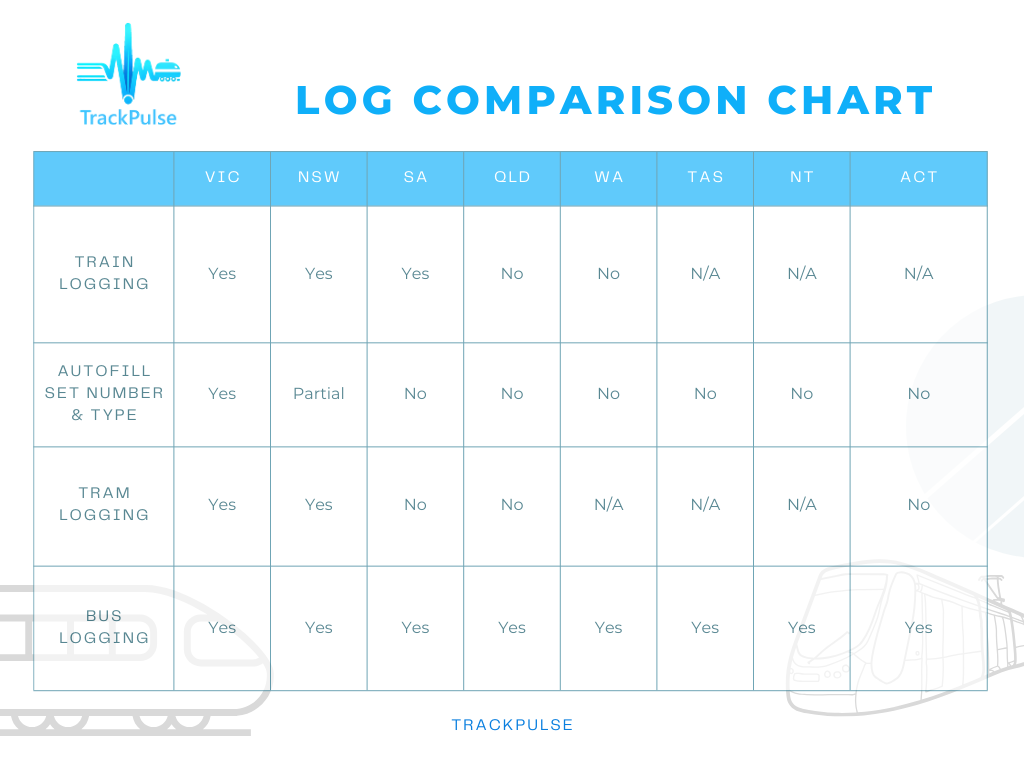 TrackPulse
LOG COMPARISON CHART
VIC NSW SA QLD WA TAS NT ACT
TRAIN
LOGGING
Yes Yes Yes No No N/A N/A N/A
AUTOFILL
SET NUMBER
& TYPE
Yes Partial No No No No No No
TRAM
LOGGING
Yes Yes No No N/A N/A N/A No
BUS
LOGGING
Yes Yes Yes Yes Yes Yes Yes Yes
TRACKPULSE